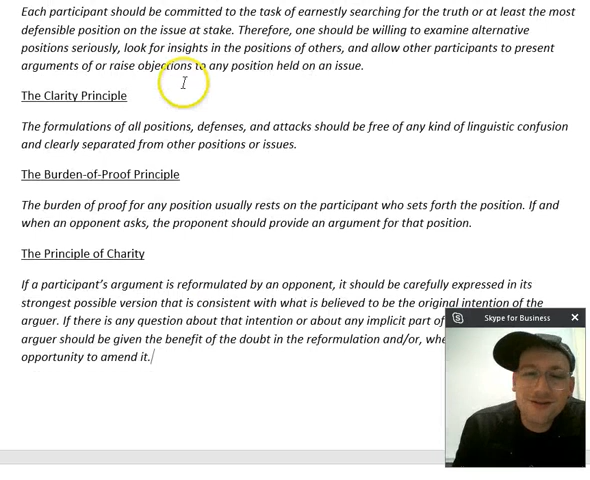 Each participant should be committed to the task of earnestly searching for the truth or at least the most
defensible position on the issue at stake. Therefore, one should be willing to examine alternative
positions seriously, look for insights in the positions of others, and allow other participants to present
arguments of or raise objections to any position held on an issue.
The Clarity Principle
The formulations of all positions, defenses, and attacks should be free of any kind of linguistic confusion
and clearly separated from other positions or issues.
The Burden-of-Proof Principle
The burden of proof for any position usually rests on the participant who sets forth the position. If and
when an opponent asks, the proponent should provide an argument for that position.
The Principle of Charity
If a participant's argument is reformulated by an opponent, it should be carefully expressed in its
strongest possible version that is consistent with what is believed to be the original intention of the
arguer. If there is any question about that intention or about any implicit part of
arguer should be given the benefit of the doubt in the reformulation and/or,
opportunity to amend it.
Skype for Business